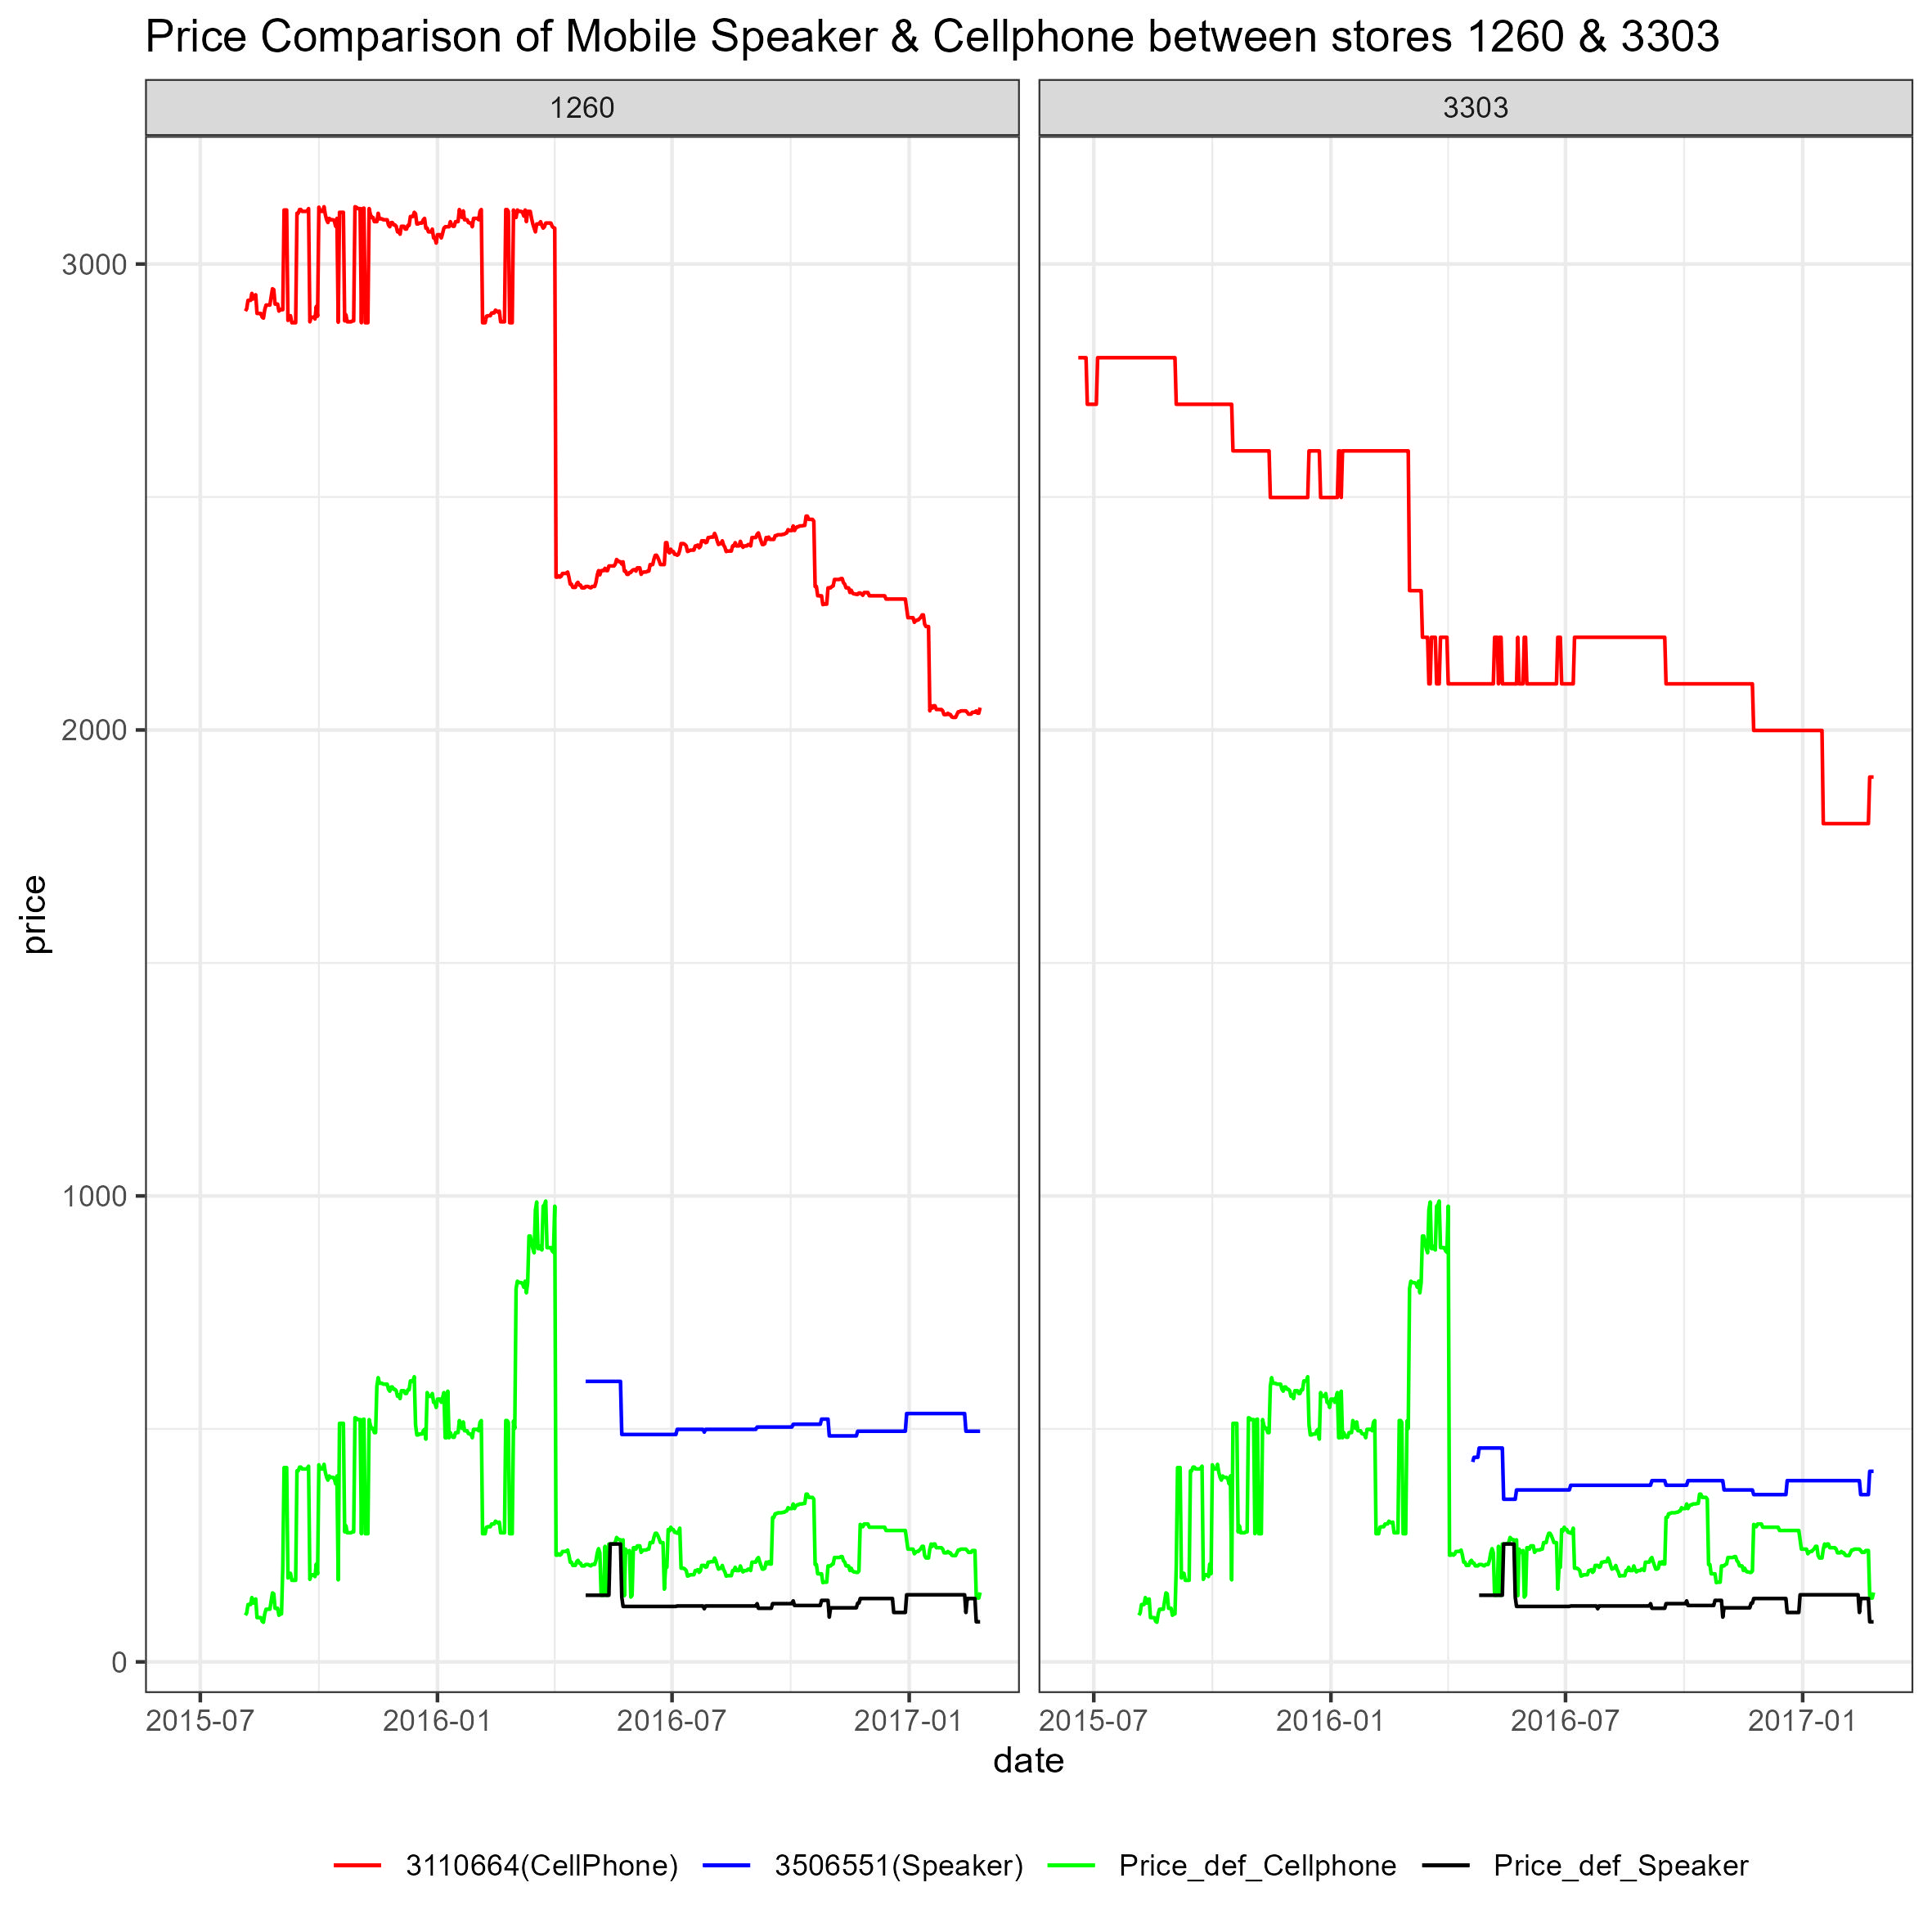 Price Comparison of Mobile Speaker & Cellphone between stores 1260 & 3303
1260
3303
price
3000
2000
1000
0
2015-07
2016-01
2016-07
2017-01
2015-07
2016-01
2016-07
2017-01
date
3110664(CellPhone)
3506551(Speaker)
Price_def_Cellphone
Price_def_Speaker